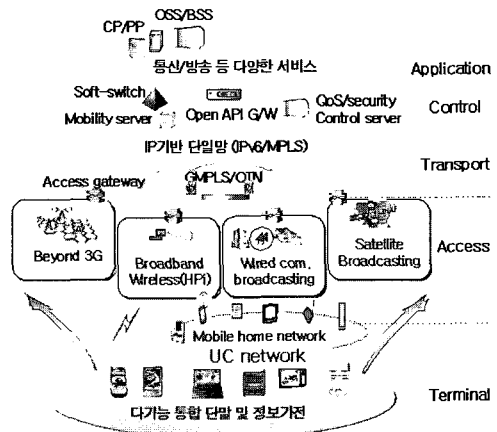 OSS/BSS
CP/PP
통신/방송 등 다양한 서비스
Application
Soft-switch
Mobility server
Open API G/W
QoS/security
Control server
Control
IP기반 단일망 (IPv6/MPLS)
Transport
Access gateway
GMPLS/OTN
Beyond 3G
Broadband
Wireless(HPi)
Wired com.
broadcasting
Satellite
Broadcasting
Access
Mobile home network
UC network
다기능 통합 단말 및 정보가전
Terminal